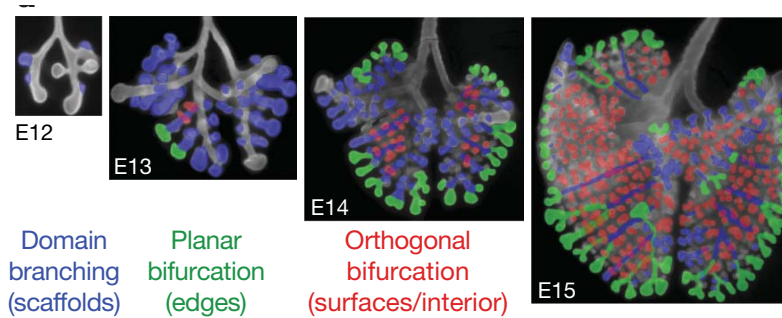 E12
E13
E14
E15
Domain
branching
(scaffolds)
Planar
bifurcation
(edges)
Orthogonal
bifurcation
(surfaces/interior)